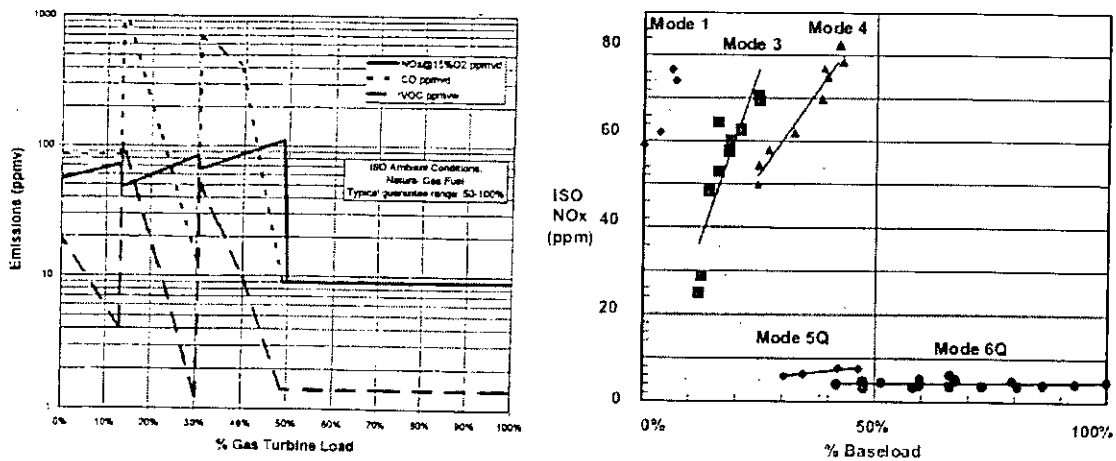 1000
100
10
1
Emissions (ppmv)
NOx@15%O2 ppmvd
CO ppmvd
VOC ppmvw
ISO Ambient Conditions,
Natural Gas Fuel
Typical guarantee range: 50-100%
0% 10% 20% 30% 40% 50% 60% 70% 80% 90% 100%
% Gas Turbine Load
Mode 1
Mode 3
Mode 4
80
60
ISO
NOx
(ppm)
40
20
0
Mode 5Q
Mode 6Q
0% 50% 100%
% Baseload